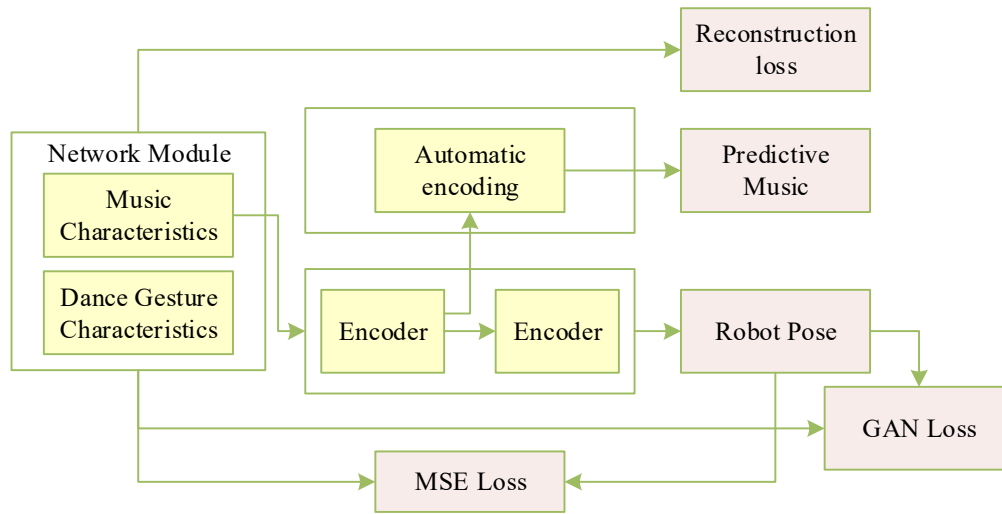 Reconstruction
loss
Network Module
Music
Characteristics
Dance Gesture
Characteristics
Automatic
encoding
Predictive
Music
Encoder
Encoder
Robot Pose
GAN Loss
MSE Loss